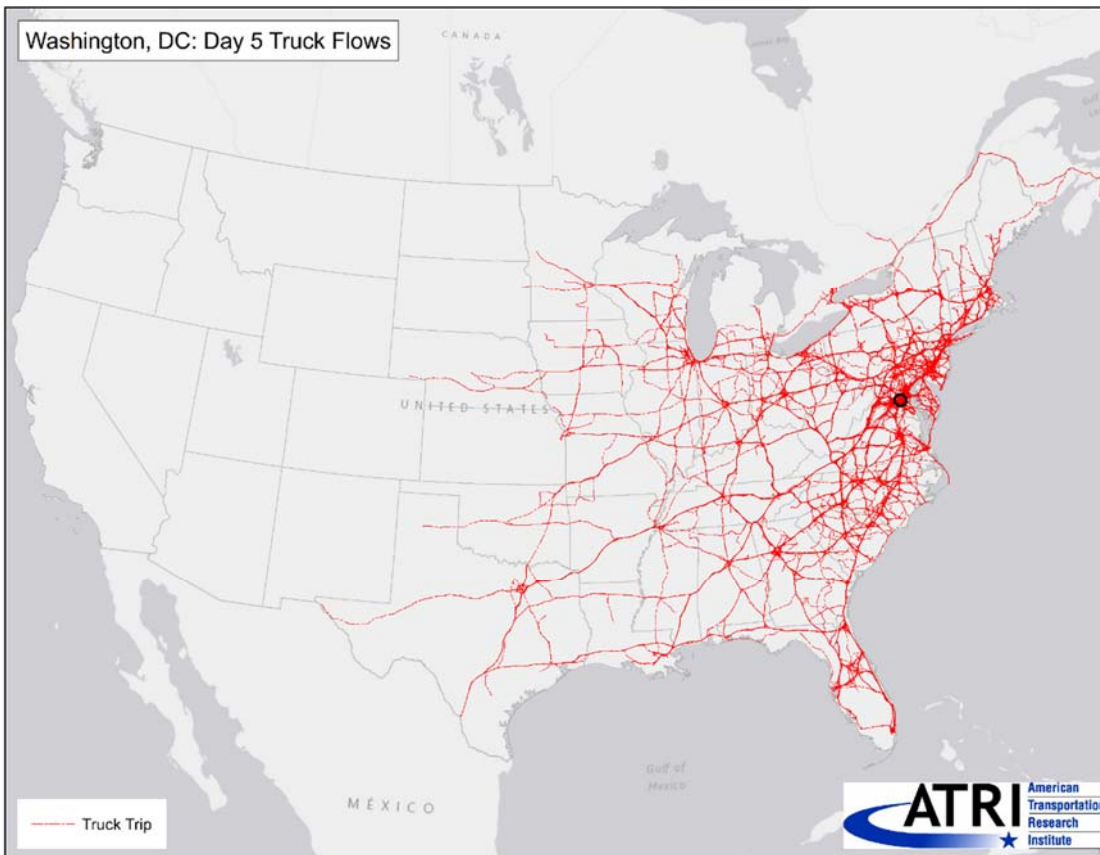 Washington, DC: Day 5 Truck Flows
CANADA
UNITED STATES
Gulf of
Mexico
MÉXICO
Truck Trip
ATRI
American
Transportation
Research
Institute